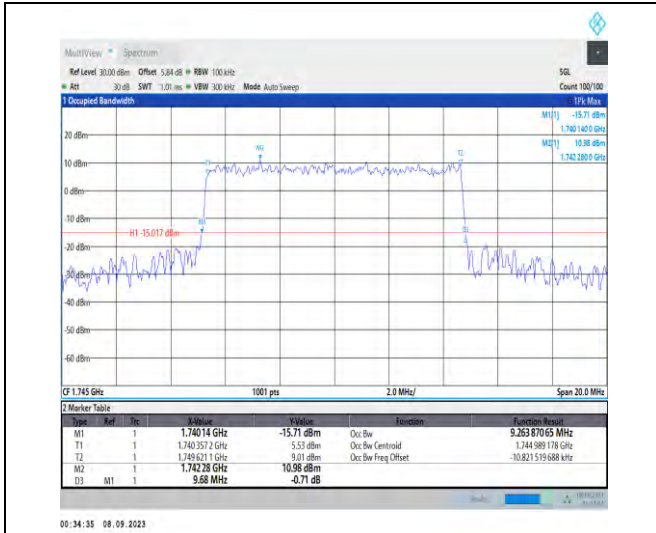 MultiView Spectrum
Ref Level 30.00 dBm Offset 5.84 dB RBW 100 kHz SGL
Att 30 dB SWT 1.01 ms VBW 300 kHz Mode Auto Sweep Count 100/100
1 Occupied Bandwidth 1Pk Max
M1[1] -15.71 dBm
1.740 140 0 GHz
M2[1] 10.98 dBm
1.742 280 0 GHz
20 dBm
M2
T1
T2
10 dBm
0 dBm
-10 dBm
M1
H1 -15.017 dBm
D3
-20 dBm
-30 dBm
-40 dBm
-50 dBm
-60 dBm
CF 1.745 GHz 1001 pts 2.0 MHz/ Span 20.0 MHz
2 Marker Table
Type Ref Trc X-Value Y-Value Function Function Result
M1 1 1.74014 GHz -15.71 dBm Occ Bw 9.263 870 65 MHz
T1 1 1.740 357 2 GHz 5.53 dBm Occ Bw Centroid 1.744 989 178 GHz
T2 1 1.749 621 1 GHz 9.01 dBm Occ Bw Freq Offset -10.821 519 688 kHz
M2 1 1.742 28 GHz 10.98 dBm
D3 M1 1 9.68 MHz -0.71 dB
00:34:35 08.09.2023